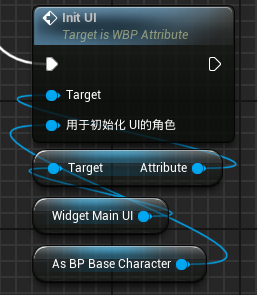 Init UI
Target is WBP Attribute
Target
用于初始化 UI的角色
Target Attribute
Widget Main UI
As BP Base Character